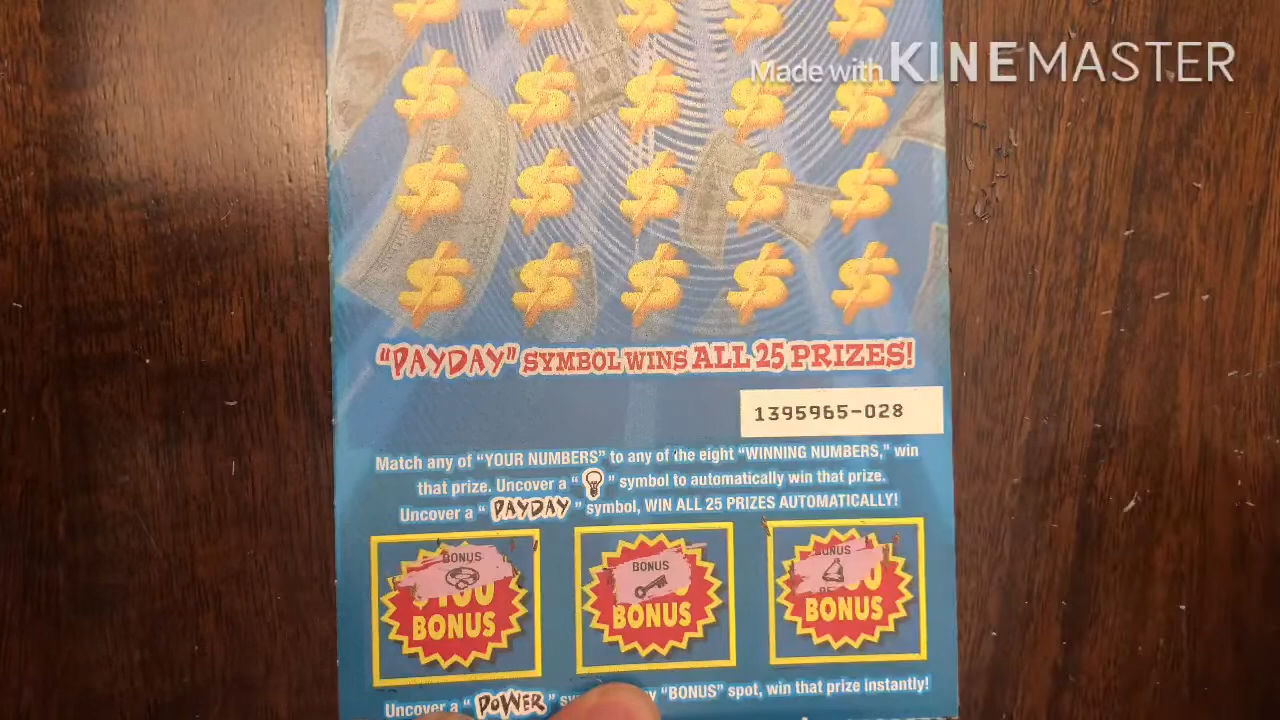 Made with KINEMASTER
"PAYDAY" SYMBOL WINS ALL 25 PRIZES!
1395965-028
Match any of "YOUR NUMBERS" to any of the eight "WINNING NUMBERS," win
that prize. Uncover a " " symbol to automatically win that prize.
Uncover a " PAYDAY " symbol, WIN ALL 25 PRIZES AUTOMATICALLY!
BONUS BONUS BONUS
$100
BONUS BONUS BONUS
Uncover a " POWER " "BONUS" spot, win that prize instantly!